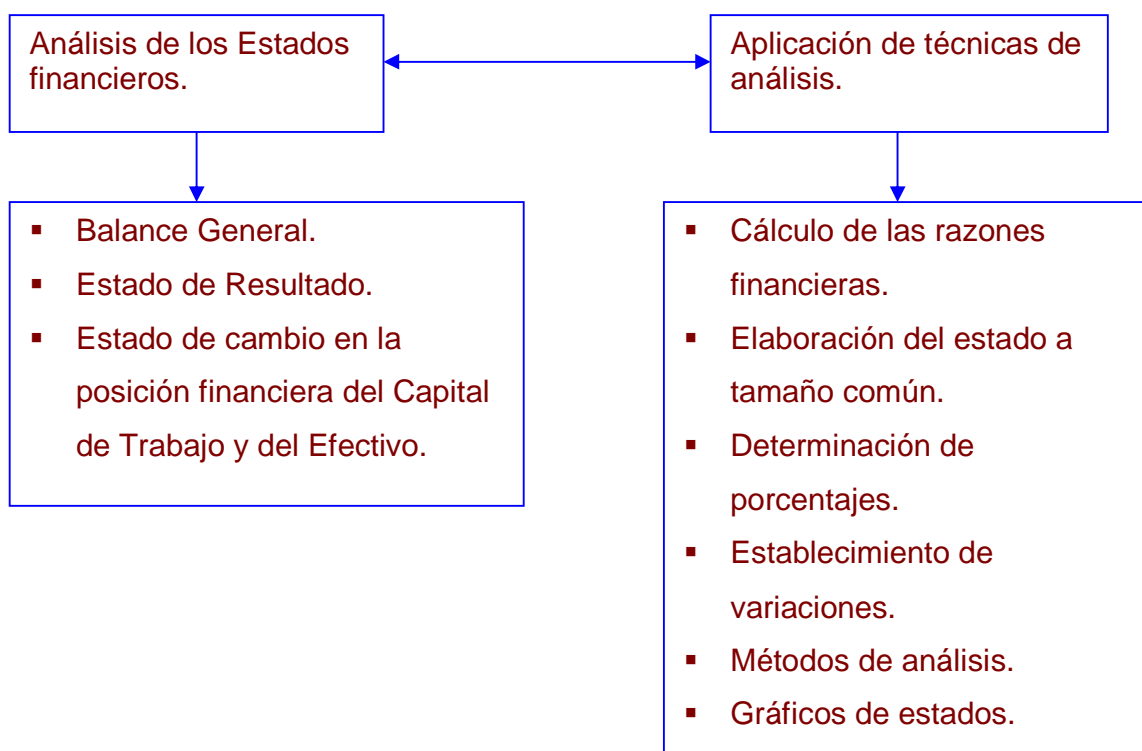 Análisis de los Estados
financieros.
Aplicación de técnicas de
análisis.
▪ Balance General.
▪ Estado de Resultado.
▪ Estado de cambio en la
posición financiera del Capital
de Trabajo y del Efectivo.
▪ Cálculo de las razones
financieras.
▪ Elaboración del estado a
tamaño común.
▪ Determinación de
porcentajes.
▪ Establecimiento de
variaciones.
▪ Métodos de análisis.
▪ Gráficos de estados.